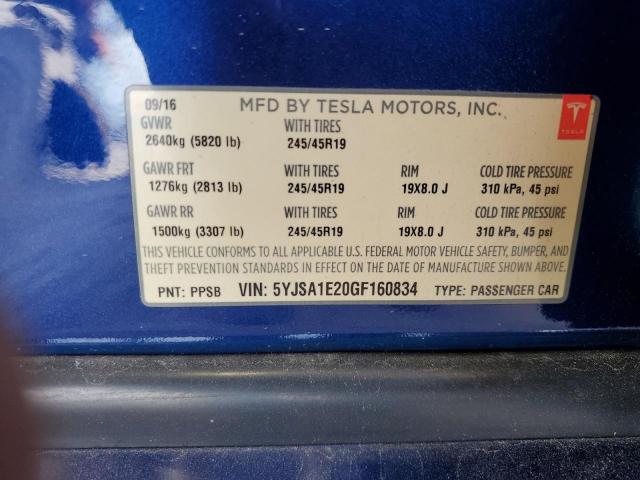 09/16 MFD BY TESLA MOTORS, INC.
GVWR WITH TIRES
2640kg (5820 lb) 245/45R19
TESLA
GAWR FRT WITH TIRES RIM COLD TIRE PRESSURE
1276kg (2813 lb) 245/45R19 19X8.0 J 310 kPa, 45 psi
GAWR RR WITH TIRES RIM COLD TIRE PRESSURE
1500kg (3307 lb) 245/45R19 19X8.0 J 310 kPa, 45 psi
THIS VEHICLE CONFORMS TO ALL APPLICABLE U.S. FEDERAL MOTOR VEHICLE SAFETY, BUMPER, AND
THEFT PREVENTION STANDARDS IN EFFECT ON THE DATE OF MANUFACTURE SHOWN ABOVE.
PNT: PPSB VIN: 5YJSA1E20GF160834 TYPE: PASSENGER CAR